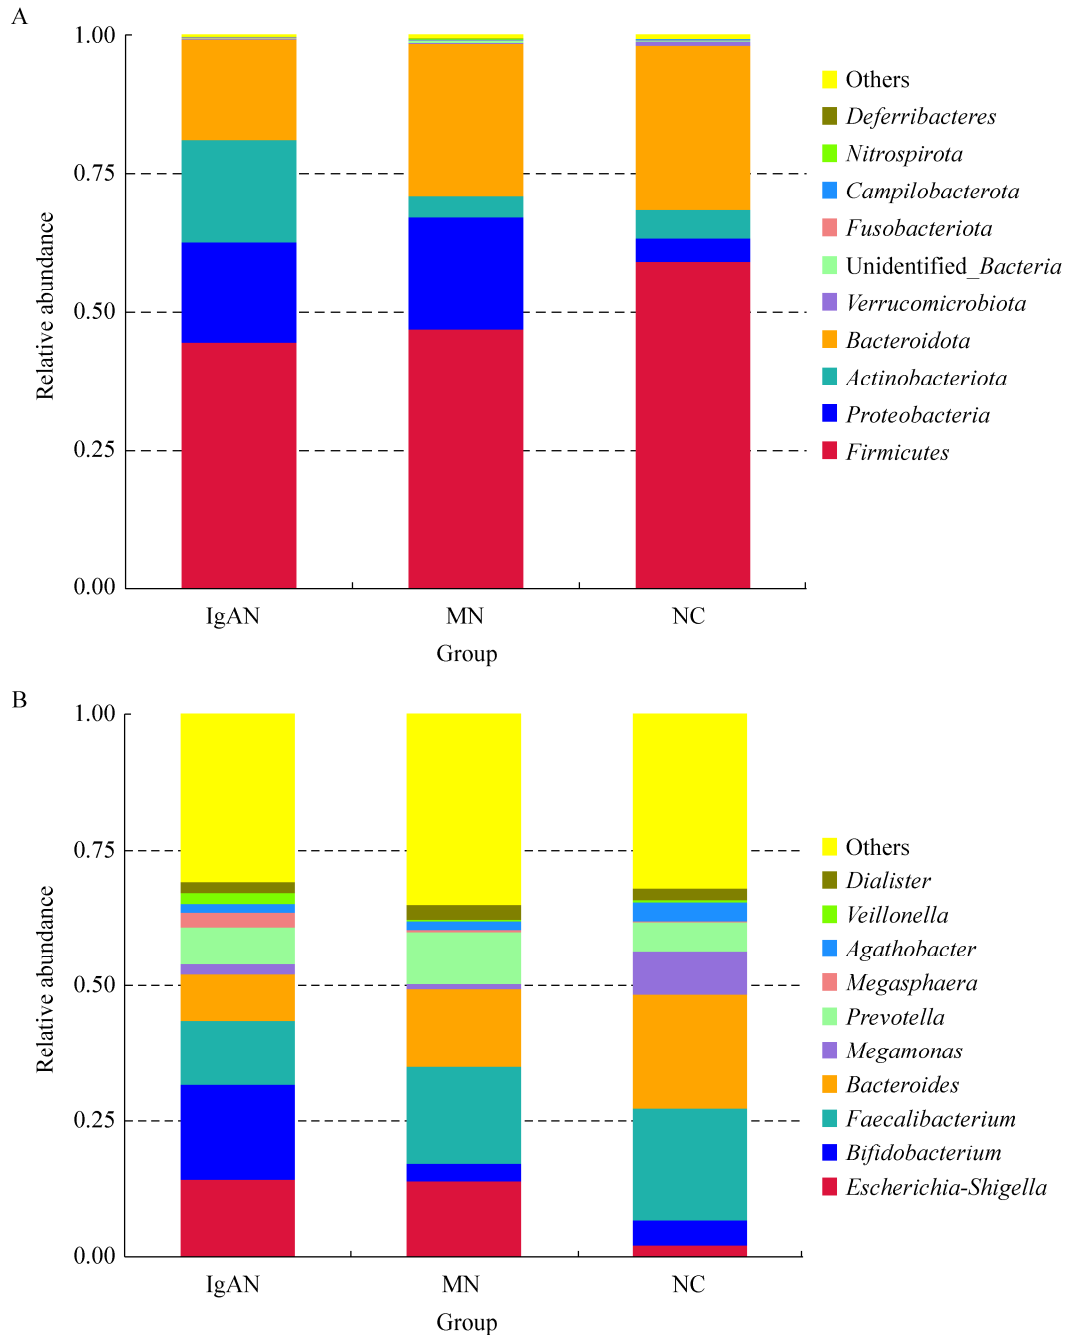 A
1.00
0.75
0.50
0.25
0.00
Relative abundance
IgAN
MN
NC
Group
Others
Deferribacteres
Nitrospirota
Campilobacterota
Fusobacteriota
Unidentified_Bacteria
Verrucomicrobiota
Bacteroidota
Actinobacteriota
Proteobacteria
Firmicutes
B
1.00
0.75
0.50
0.25
0.00
Relative abundance
IgAN
MN
NC
Group
Others
Dialister
Veillonella
Agathobacter
Megasphaera
Prevotella
Megamonas
Bacteroides
Faecalibacterium
Bifidobacterium
Escherichia-Shigella